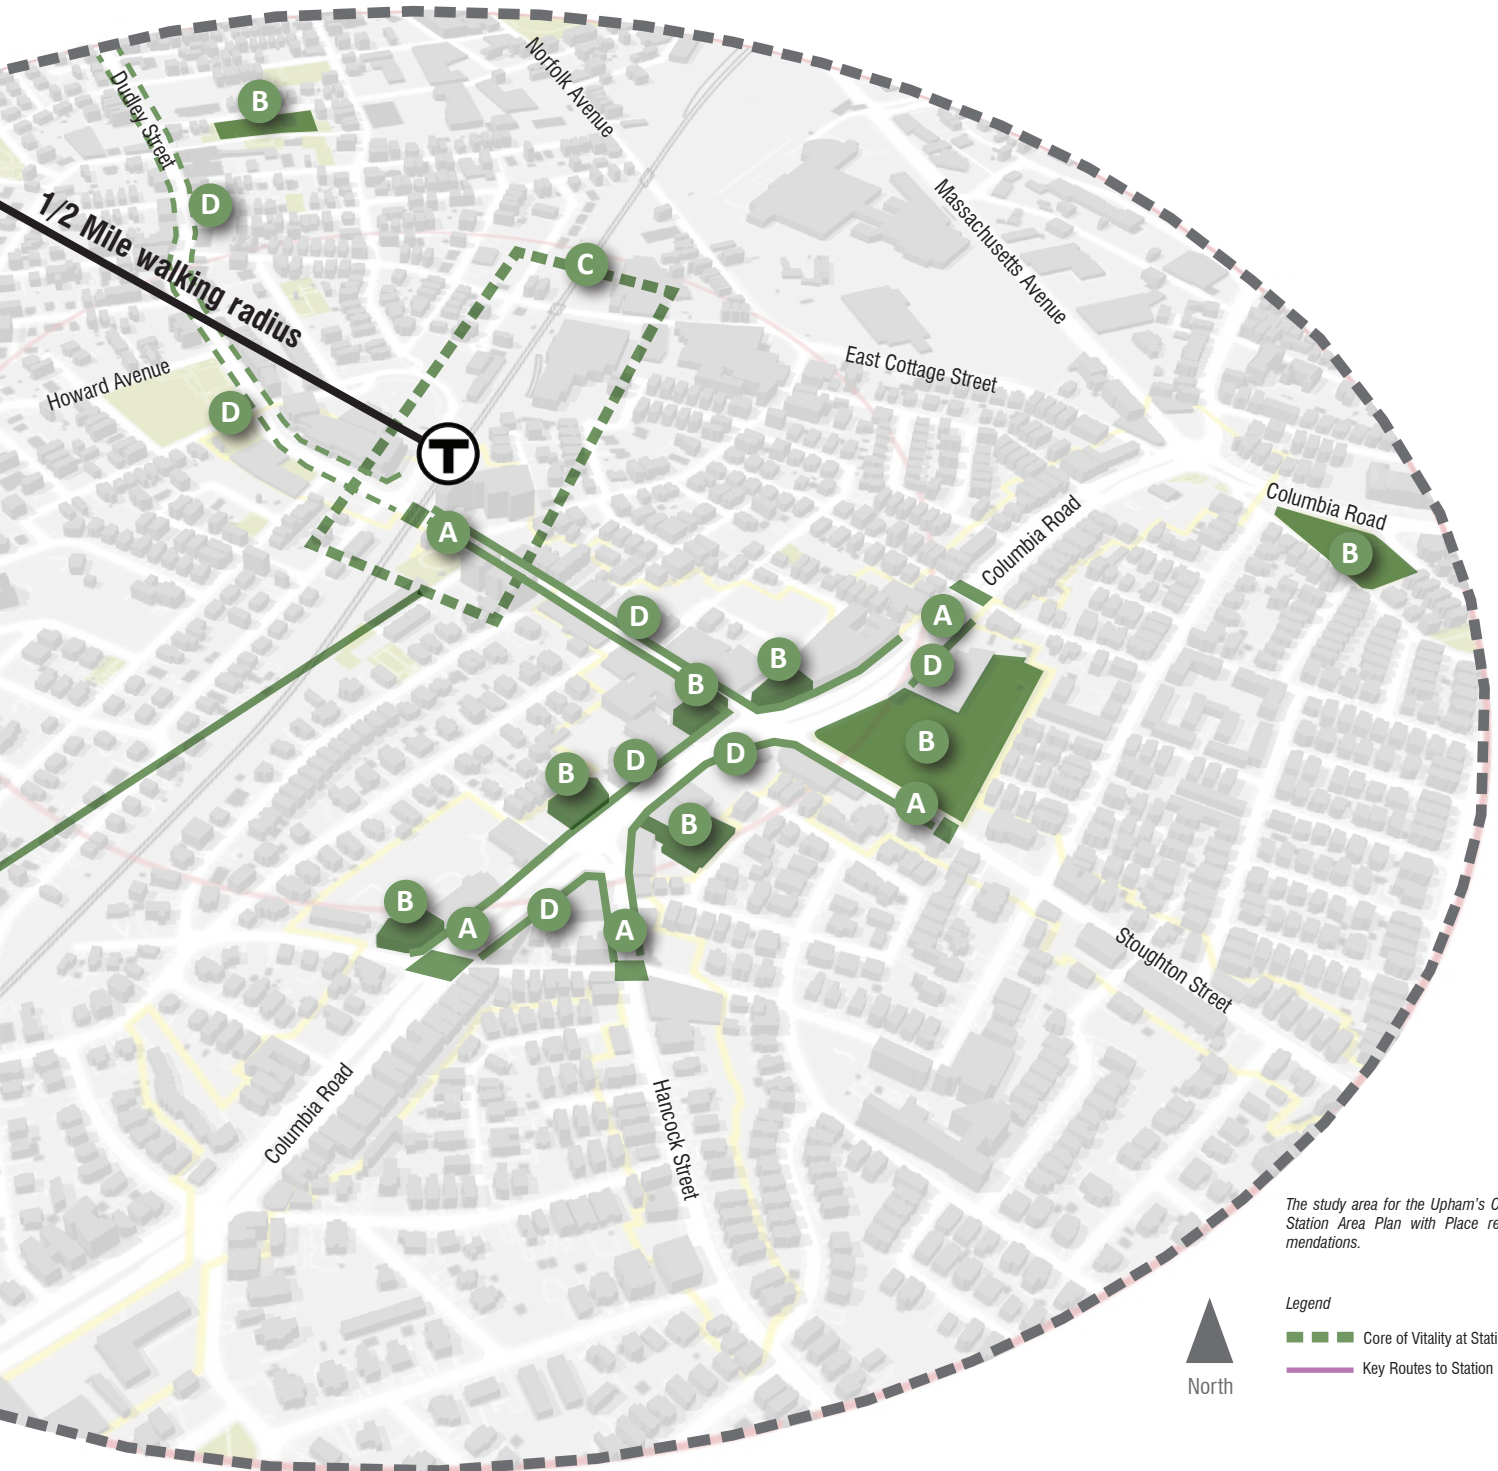 Norfolk Avenue
Dudley Street
B
Massachusetts Avenue
D
1/2 Mile walking radius
C
East Cottage Street
Howard Avenue
D
T
Columbia Road
Columbia Road
A
B
A
D
B
D
B
B
D
D
B
A
B
B
A
D
A
Stoughton Street
Columbia Road
Hancock Street
The study area for the Upham's C
Station Area Plan with Place re
mendations.
Legend
Core of Vitality at Stati
Key Routes to Station
North